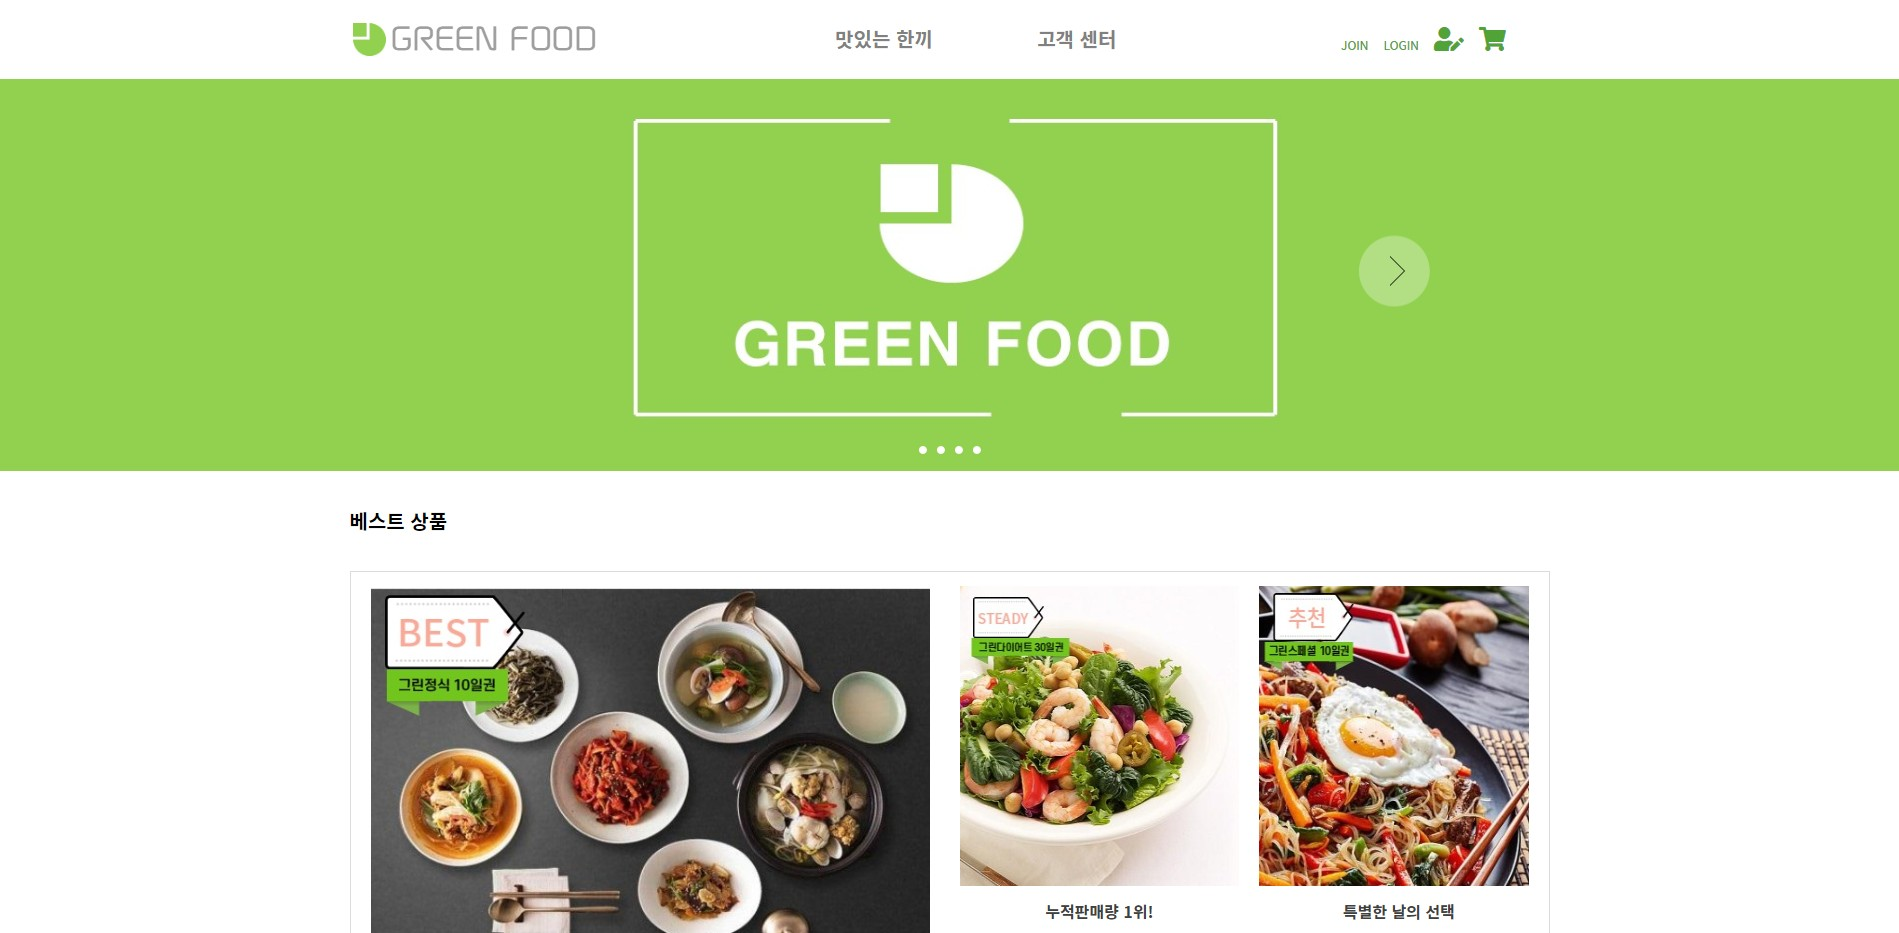 GREEN FOOD
맛있는 한끼
고객 센터
JOIN
LOGIN
GREEN FOOD
베스트 상품
BEST
그린정식 10일권
STEADY
그린다이어트 30일권
추천
그린스페셜 10일권
누적판매량 1위!
특별한 날의 선택